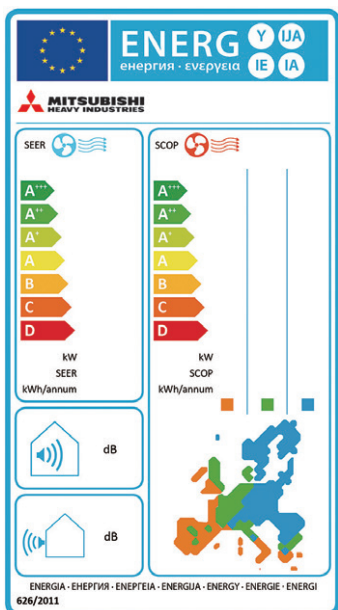 ENERG Y IJA
енергия · ενεργεια IE IA
MITSUBISHI
HEAVY INDUSTRIES
SEER
A+++
A++
A+
A
B
C
D
kW
SEER
kWh/annum
SCOP
A+++
A++
A+
A
B
C
D
kW
SCOP
kWh/annum
dB
dB
ENERGIA · ЕНЕРГИЯ · ΕΝΕΡΓΕΙΑ · ENERGIJA · ENERGY · ENERGIE · ENERGI
626/2011